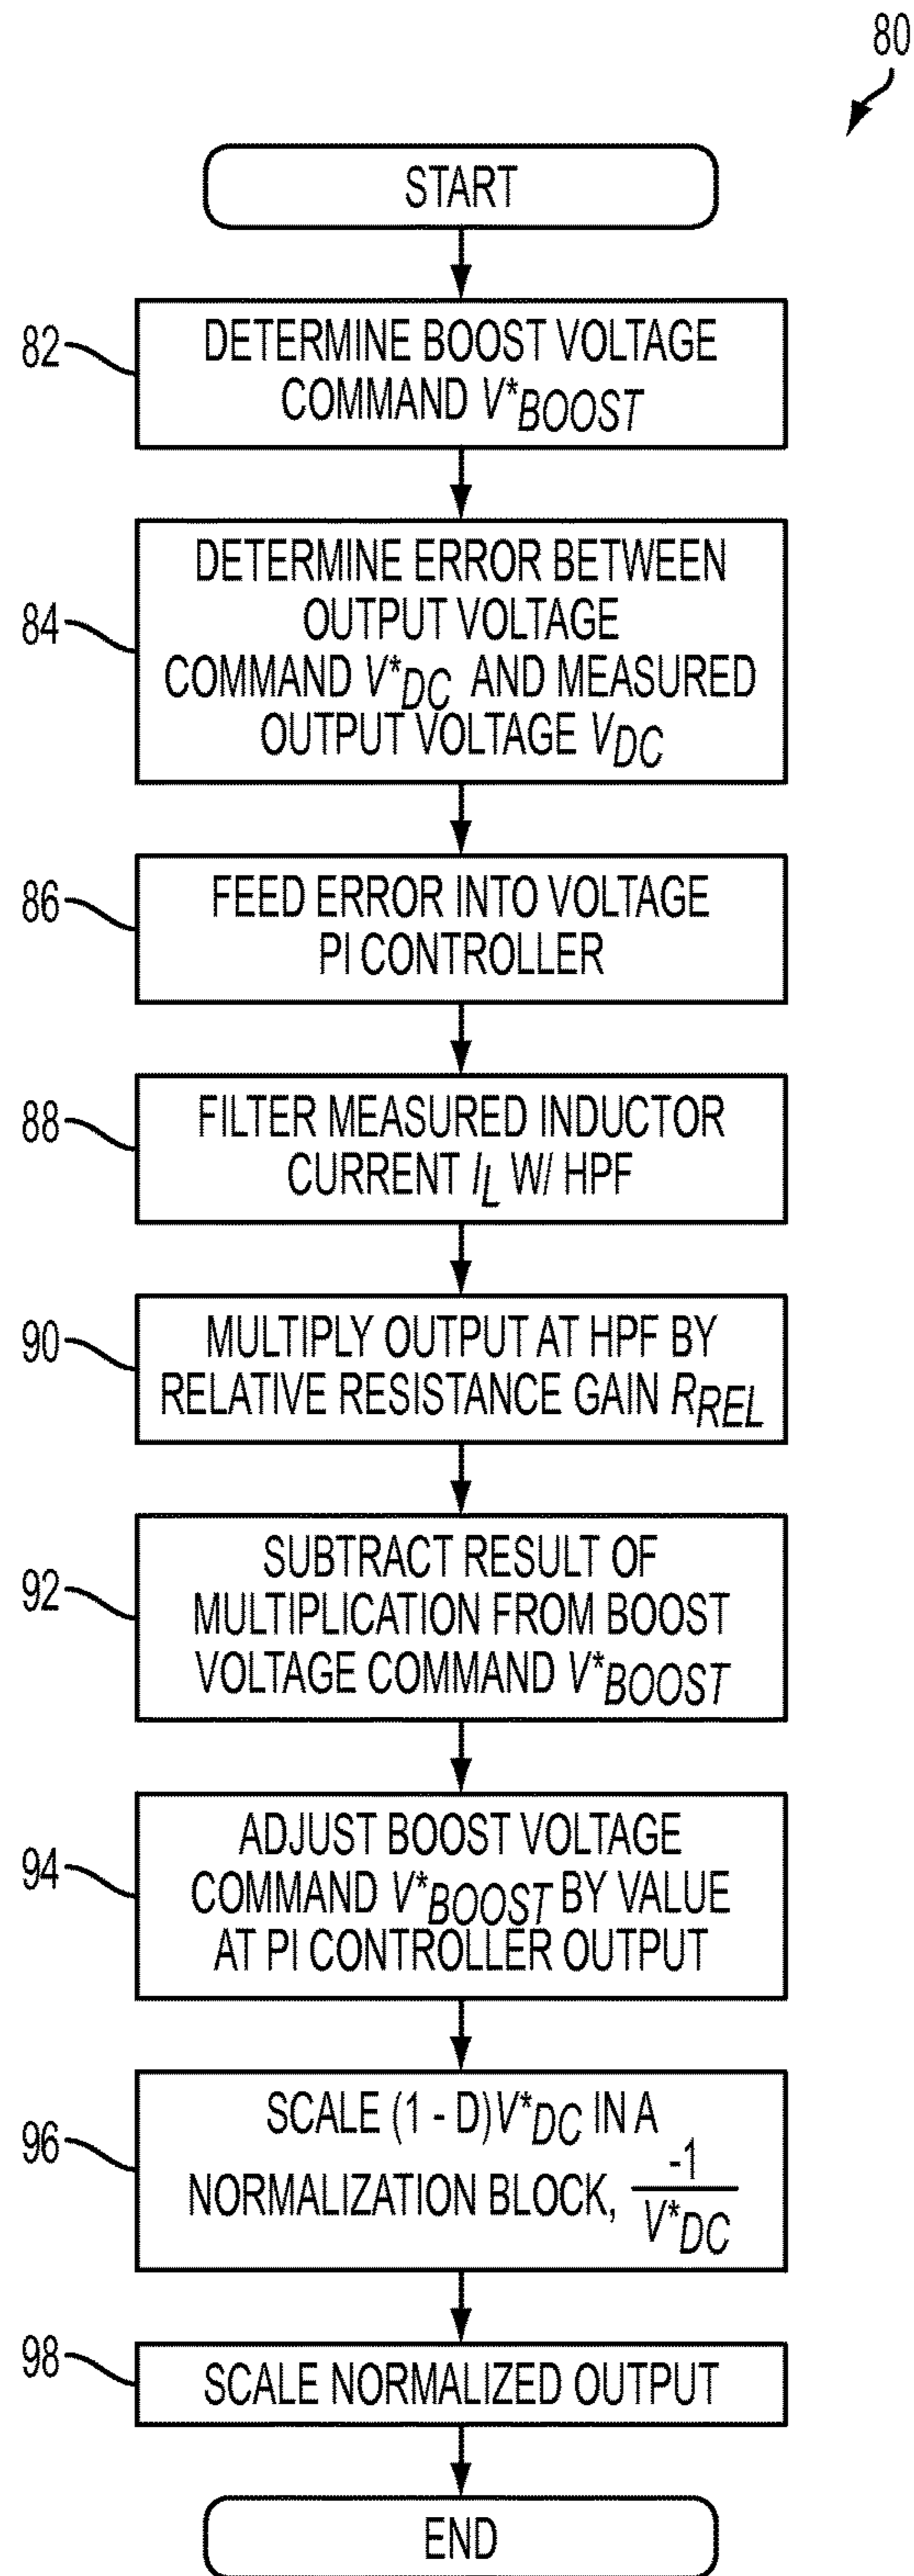 80
START
82
DETERMINE BOOST VOLTAGE
COMMAND V*BOOST
84
DETERMINE ERROR BETWEEN
OUTPUT VOLTAGE
COMMAND V*DC AND MEASURED
OUTPUT VOLTAGE VDC
86
FEED ERROR INTO VOLTAGE
PI CONTROLLER
88
FILTER MEASURED INDUCTOR
CURRENT IL W/ HPF
90
MULTIPLY OUTPUT AT HPF BY
RELATIVE RESISTANCE GAIN RREL
92
SUBTRACT RESULT OF
MULTIPLICATION FROM BOOST
VOLTAGE COMMAND V*BOOST
94
ADJUST BOOST VOLTAGE
COMMAND V*BOOST BY VALUE
AT PI CONTROLLER OUTPUT
96
SCALE (1 - D)V*DC IN A
NORMALIZATION BLOCK, -1/V*DC
98
SCALE NORMALIZED OUTPUT
END